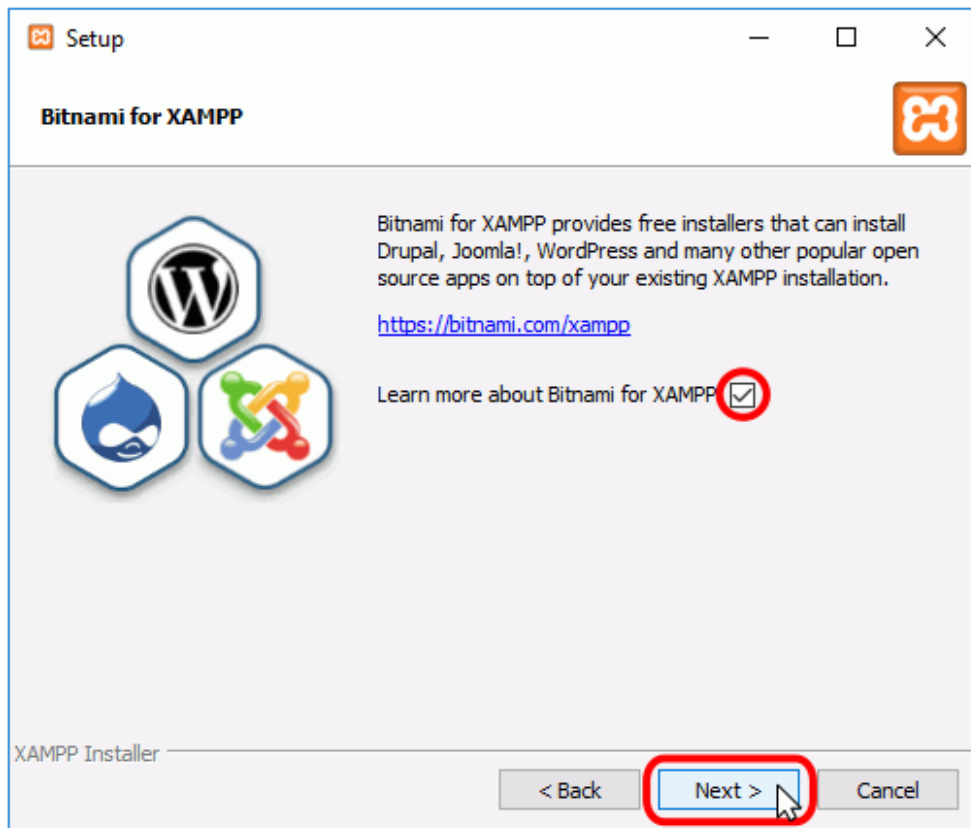 Setup
Bitnami for XAMPP
Bitnami for XAMPP provides free installers that can install
Drupal, Joomla!, WordPress and many other popular open
source apps on top of your existing XAMPP installation.
https://bitnami.com/xampp
Learn more about Bitnami for XAMPP
XAMPP Installer
< Back
Next >
Cancel